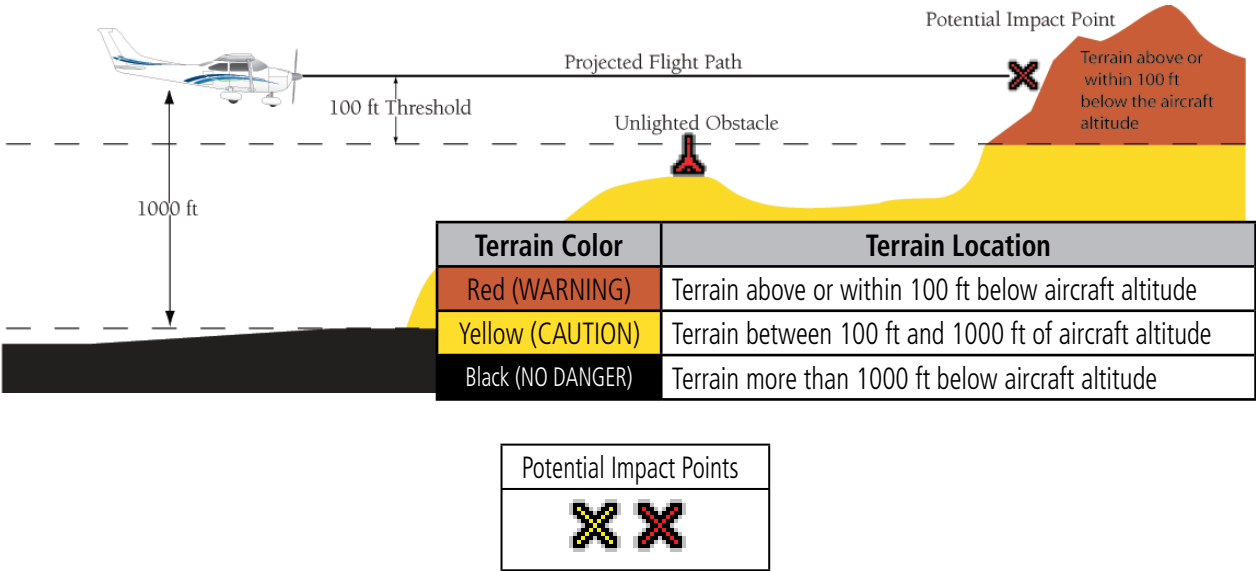 Potential Impact Point
Projected Flight Path
Terrain above or
within 100 ft
below the aircraft
altitude
100 ft Threshold
Unlighted Obstacle
1000 ft
Terrain Color Terrain Location
Red (WARNING) Terrain above or within 100 ft below aircraft altitude
Yellow (CAUTION) Terrain between 100 ft and 1000 ft of aircraft altitude
Black (NO DANGER) Terrain more than 1000 ft below aircraft altitude
Potential Impact Points